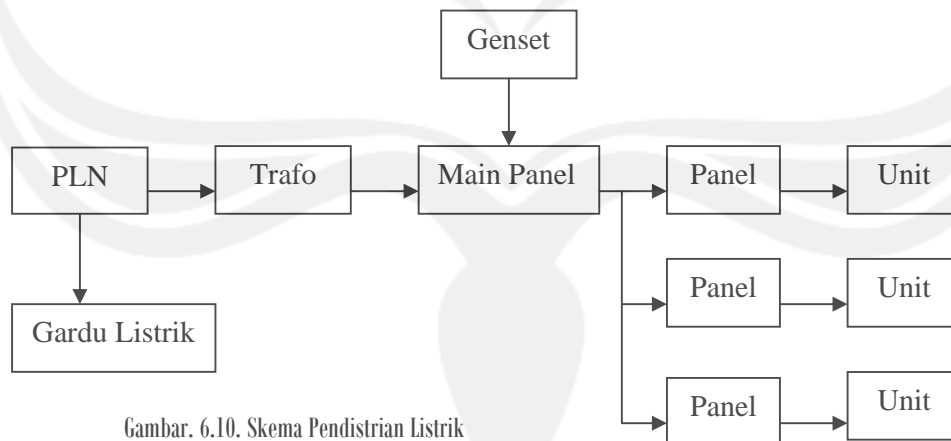 Genset
PLN
Trafo
Main Panel
Panel
Unit
Panel
Unit
Gardu Listrik
Panel
Unit
Gambar. 6.10. Skema Pendistrian Listrik